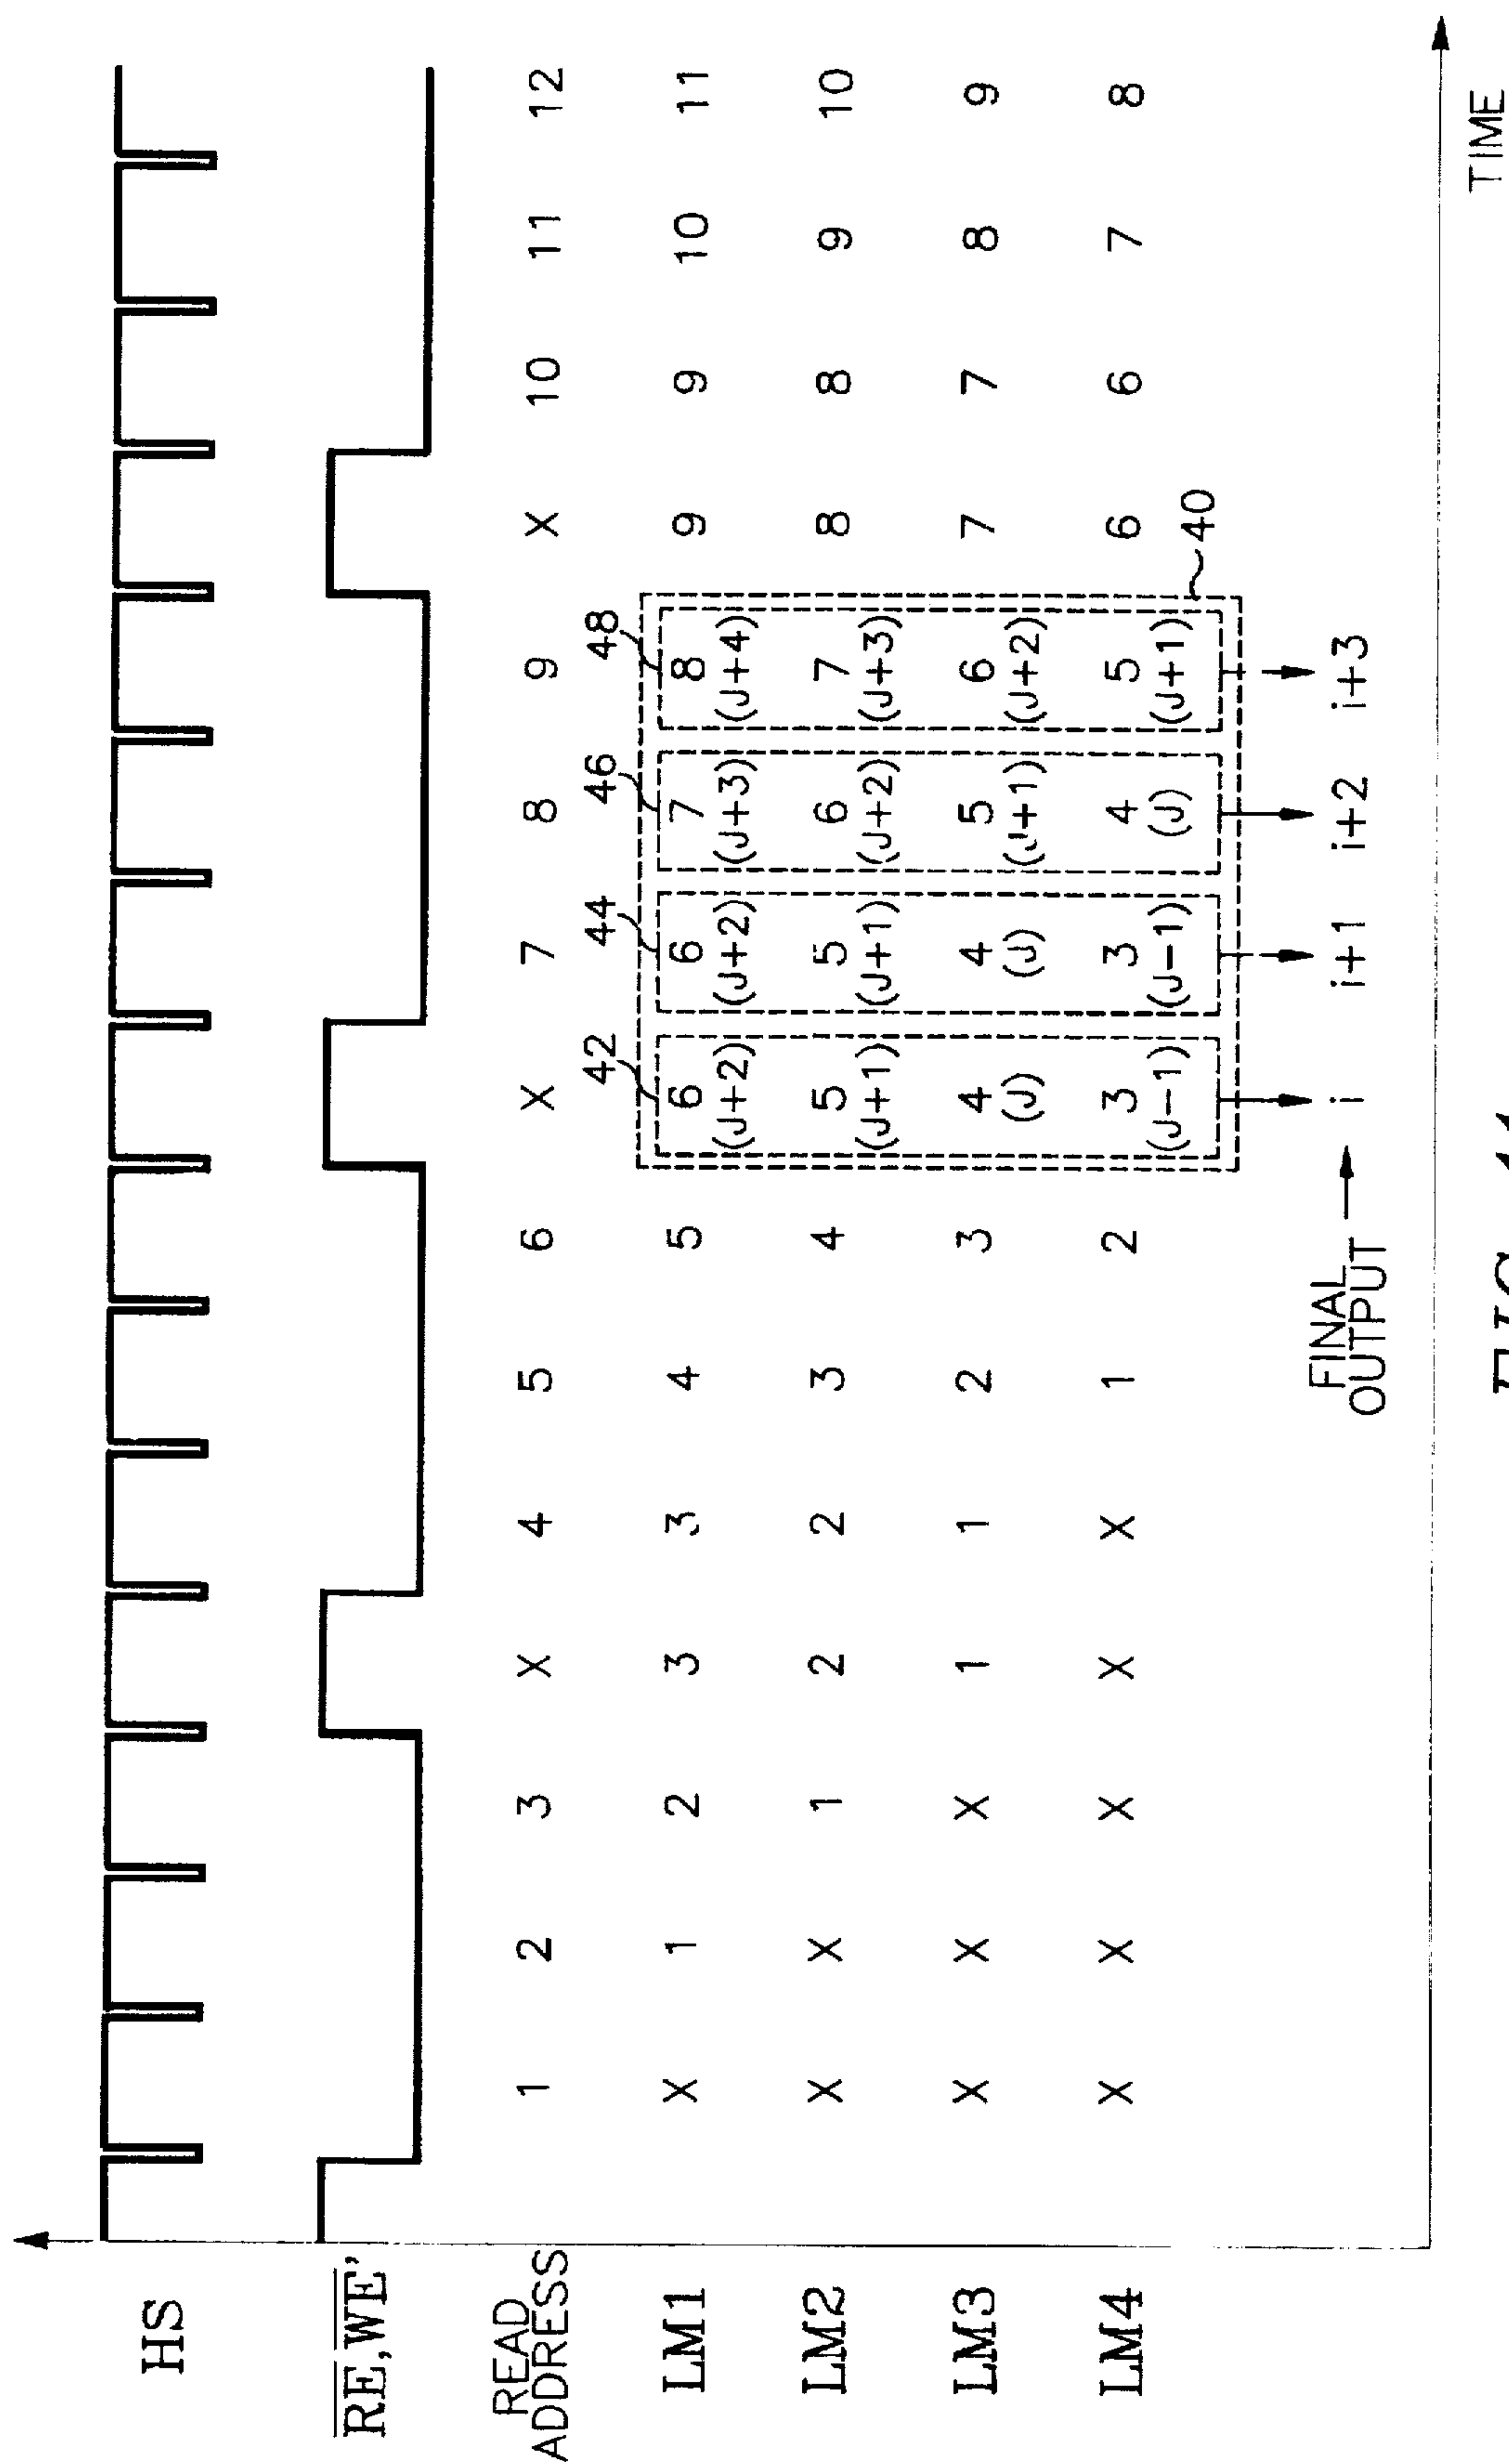 HS
RE,WE'
READ
ADDRESS 1 2 3 X 4 5 6 X 7 8 9 X 10 11 12
42 44 46 48
LM1 X 1 2 3 3 4 5 6 6 7 8 9 9 10 11
(J+2) (J+2) (J+3) (J+4)
LM2 X X 1 2 2 3 4 5 5 6 7 8 8 9 10
(J+1) (J+1) (J+2) (J+3)
LM3 X X X 1 1 2 3 4 4 5 6 7 7 8 9
(J) (J) (J+1) (J+2)
LM4 X X X X X 1 2 3 3 4 5 6 6 7 8
(J-1) (J-1) (J) (J+1)
40
FINAL
OUTPUT i i+1 i+2 i+3
TIME